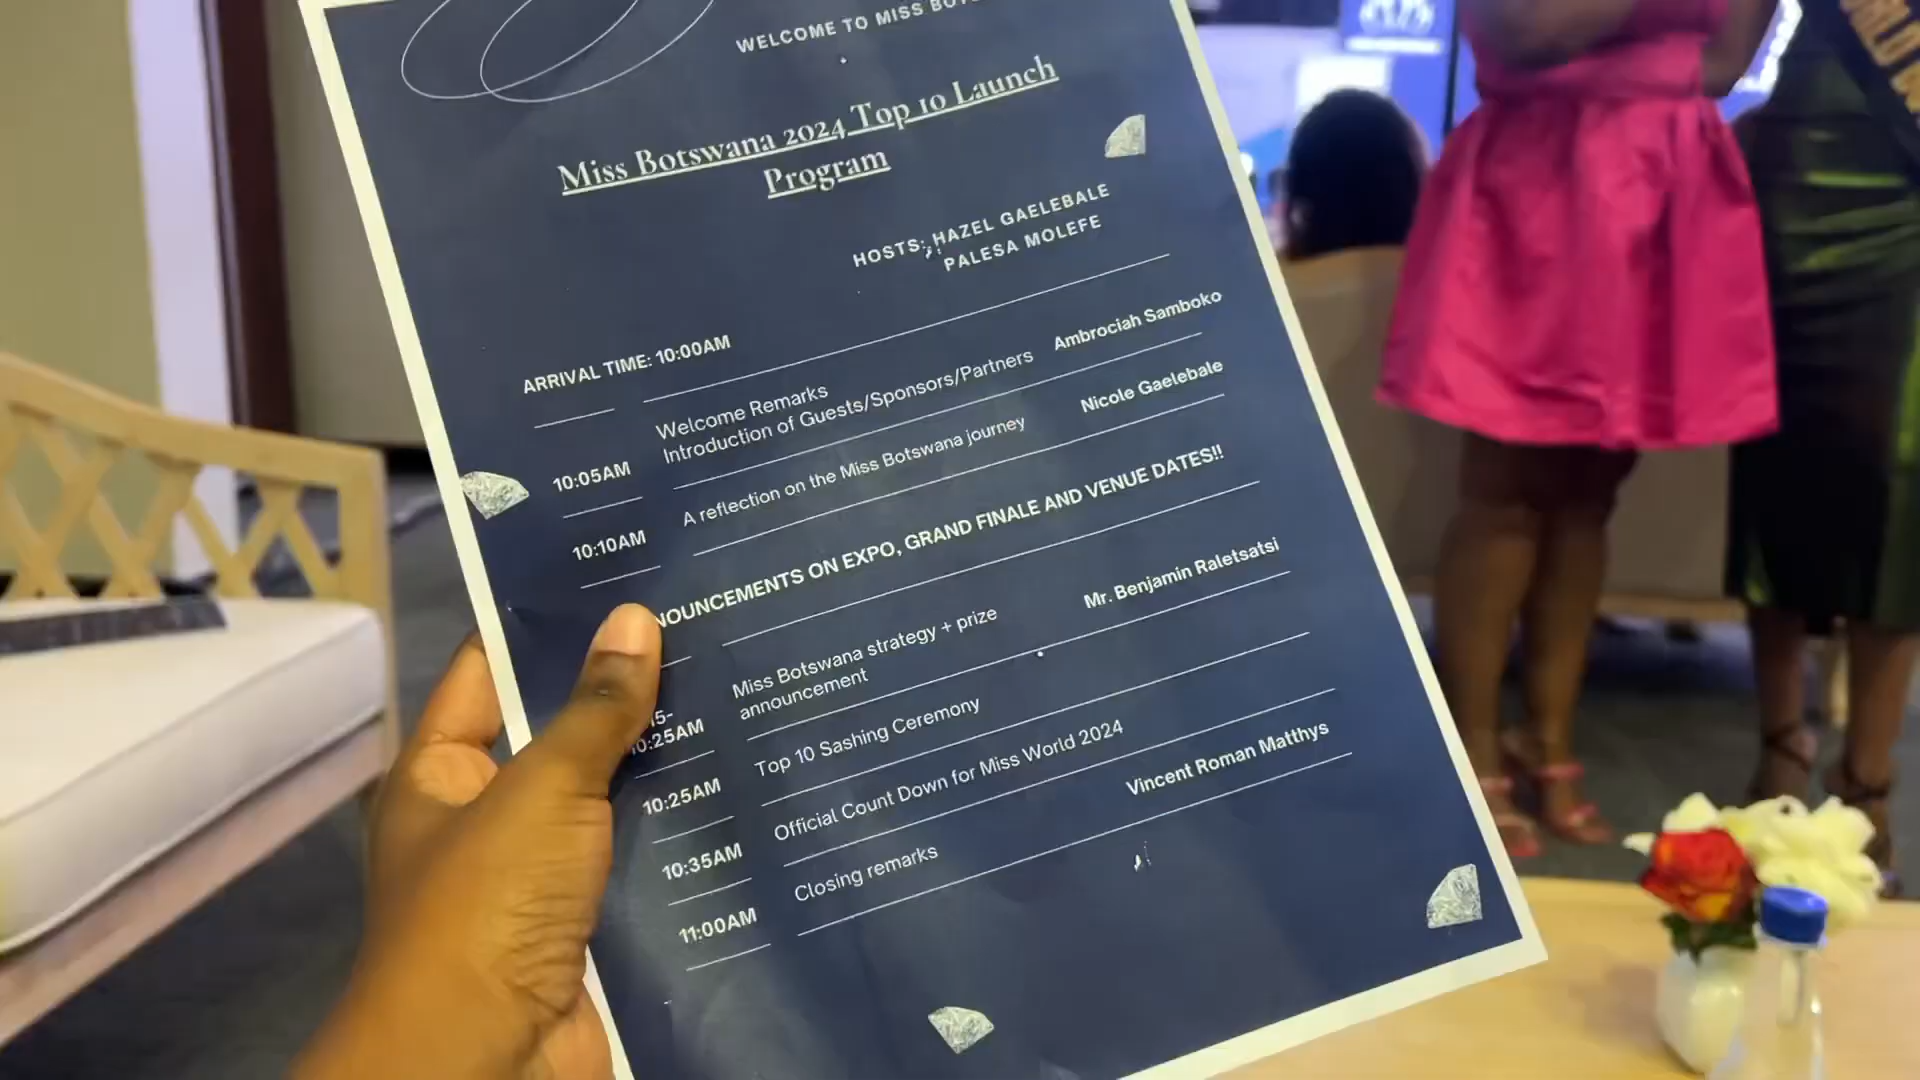 WELCOME TO MISS
Miss Botswana 2024 Top 10 Launch
Program
HOSTS: HAZEL GAELEBALE
PALESA MOLEFE
ARRIVAL TIME: 10:00AM
10:05AM
Welcome Remarks
Introduction of Guests/Sponsors/Partners
Ambrociah Samboko
10:10AM
A reflection on the Miss Botswana journey
Nicole Gaelebale
NOUNCEMENTS ON EXPO, GRAND FINALE AND VENUE DATES!!
15-
10:25AM
Miss Botswana strategy + prize
announcement
Mr. Benjamin Raletsatsi
10:25AM
Top 10 Sashing Ceremony
10:35AM
Official Count Down for Miss World 2024
11:00AM
Closing remarks
Vincent Roman Matthys